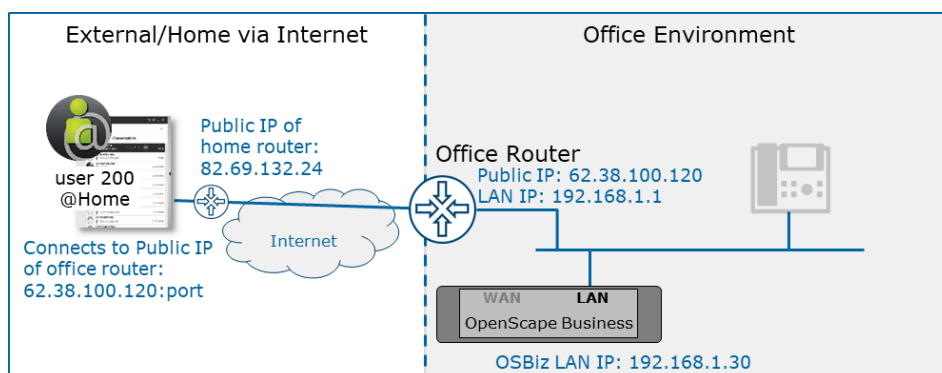 External/Home via Internet
Office Environment
Public IP of
home router:
82.69.132.24
@
user 200
@Home
Office Router
Public IP: 62.38.100.120
LAN IP: 192.168.1.1
Internet
Connects to Public IP
of office router:
62.38.100.120:port
WAN LAN
OpenScape Business
OSBiz LAN IP: 192.168.1.30